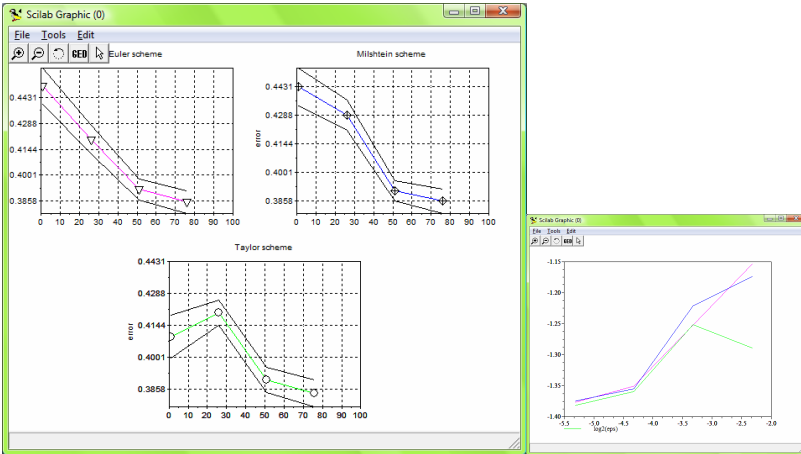 Scilab Graphic (0)
File Tools Edit
GED
Euler scheme
0.4431
0.4288
0.4144
0.4001
0.3858
0 10 20 30 40 50 60 70 80 90 100
Milshtein scheme
error
0.4431
0.4288
0.4144
0.4001
0.3858
0 10 20 30 40 50 60 70 80 90 100
Taylor scheme
error
0.4431
0.4288
0.4144
0.4001
0.3858
0 10 20 30 40 50 60 70 80 90 100
Scilab Graphic (0)
File Tools Edit
GED
-1.15
-1.20
-1.25
-1.30
-1.35
-1.40
-5.5 -5.0 -4.5 -4.0 -3.5 -3.0 -2.5 -2.0
log2(eps)